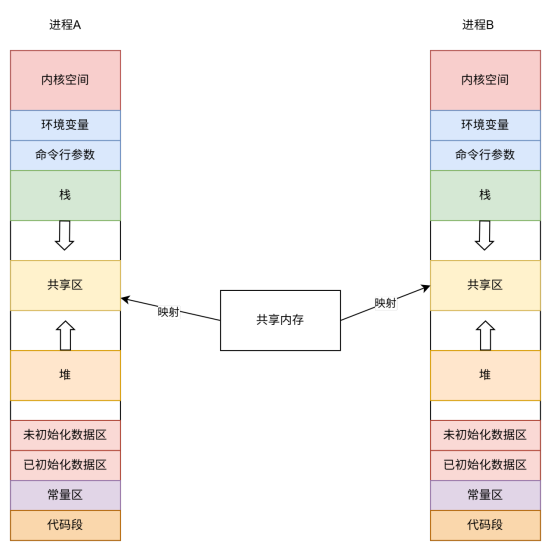 进程A
内核空间
环境变量
命令行参数
栈
共享区
堆
未初始化数据区
已初始化数据区
常量区
代码段
映射
共享内存
映射
进程B
内核空间
环境变量
命令行参数
栈
共享区
堆
未初始化数据区
已初始化数据区
常量区
代码段